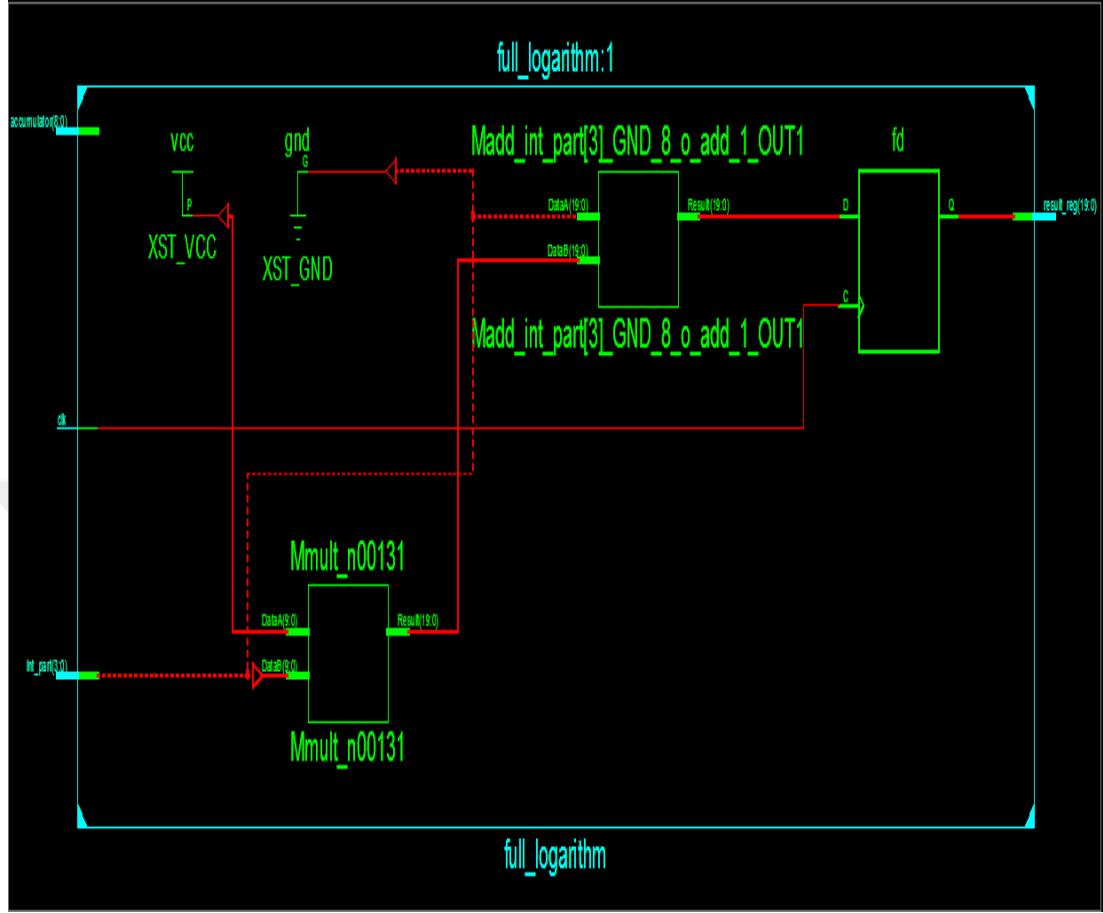 full_logarithm:1
accumulator(8:0)
vcc
gnd
Madd_int_part[3]_GND_8_o_add_1_OUT1
fd
G
P
DataA(19:0)
Result(19:0)
D
Q
result_reg(19:0)
XST_VCC
XST_GND
DataB(19:0)
C
Madd_int_part[3]_GND_8_o_add_1_OUT1
clk
Mmult_n00131
DataA(9:0)
Result(19:0)
int_part(3:0)
DataB(9:0)
Mmult_n00131
full_logarithm